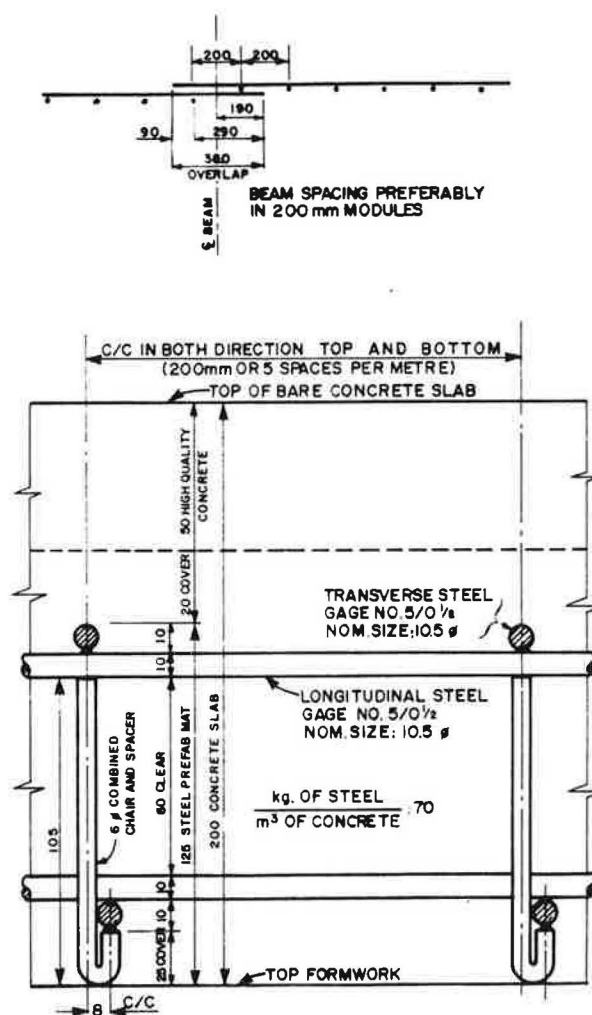 200 200
190
90 290
380
OVERLAP
℄ BEAM
BEAM SPACING PREFERABLY
IN 200 mm MODULES
C/C IN BOTH DIRECTION TOP AND BOTTOM
(200mm OR 5 SPACES PER METRE)
TOP OF BARE CONCRETE SLAB
20 COVER 50 HIGH QUALITY
CONCRETE
TRANSVERSE STEEL
GAGE NO. 5/0 1/2
NOM. SIZE: 10.5 ø
10
10
LONGITUDINAL STEEL
GAGE NO. 5/0 1/2
NOM. SIZE: 10.5 ø
105
6 ø COMBINED
CHAIR AND SPACER
60 CLEAR
125 STEEL PREFAB MAT
200 CONCRETE SLAB
kg. OF STEEL
m³ OF CONCRETE : 70
10
10
25 COVER
TOP FORMWORK
8 C/C